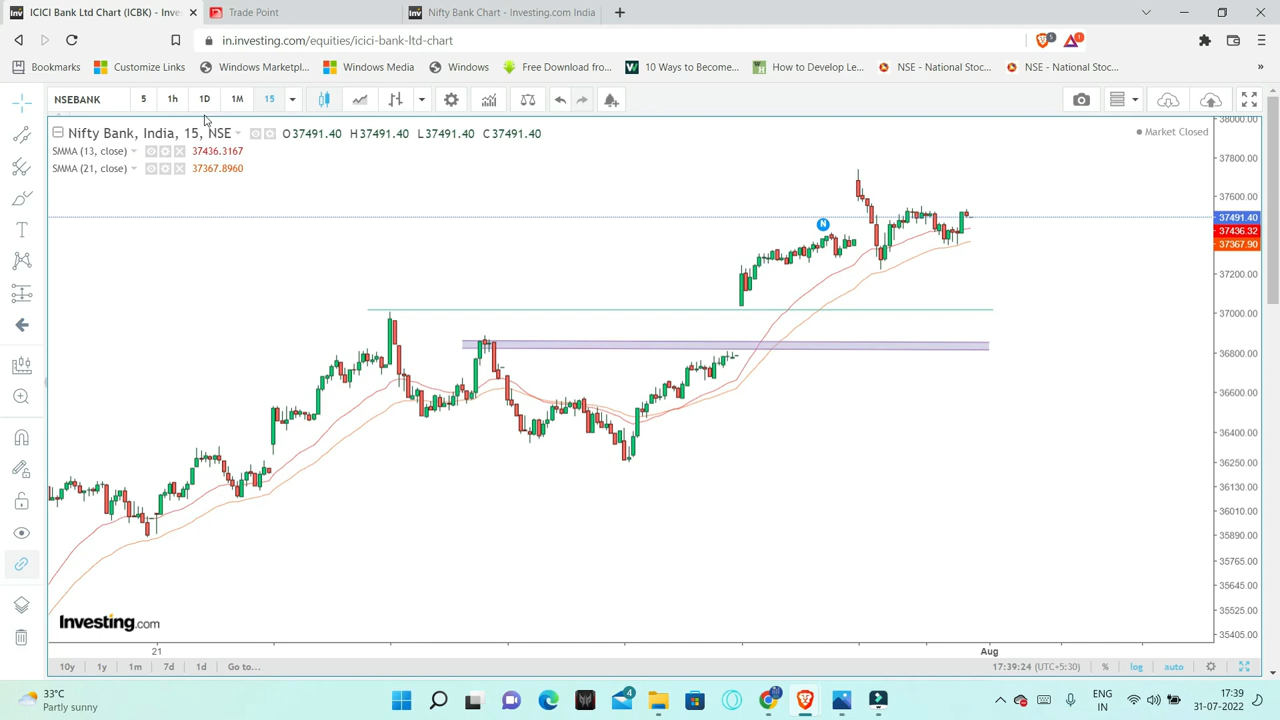 ICICI Bank Ltd Chart (ICBK) - Inves
Trade Point
Nifty Bank Chart - Investing.com India
in.investing.com/equities/icici-bank-ltd-chart
Bookmarks
Customize Links
Windows Marketpl...
Windows Media
Windows
Free Download from...
10 Ways to Become...
How to Develop Le...
NSE - National Stoc...
NSE - National Stoc...
NSEBANK 5 1h 1D 1M 15
Nifty Bank, India, 15, NSE O 37491.40 H 37491.40 L 37491.40 C 37491.40
Market Closed
SMMA (13, close) 37436.3167
SMMA (21, close) 37367.8960
N
38000.00
37800.00
37600.00
37491.40
37436.32
37367.90
37200.00
37000.00
36800.00
36600.00
36400.00
36250.00
36130.00
36010.00
35890.00
35765.00
35645.00
35525.00
35405.00
Investing.com
21 Aug
10y 1y 1m 7d 1d Go to... 17:39:24 (UTC+5:30) % log auto
33°C
Partly sunny
4
ENG
IN
17:39
31-07-2022